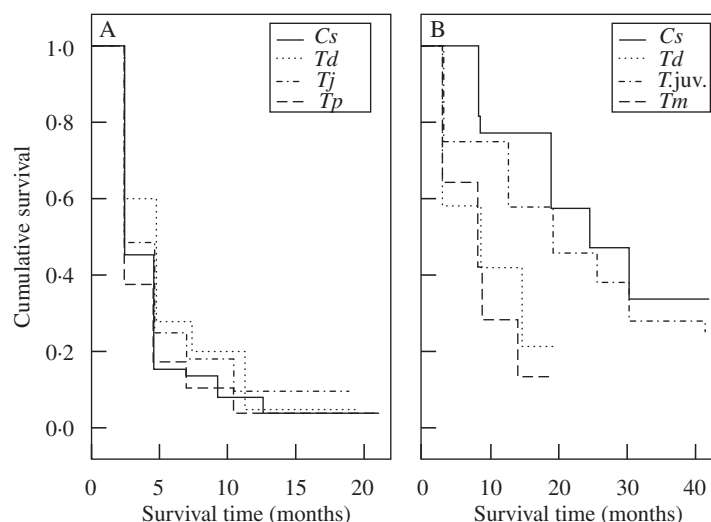 A
Cs
Td
Tj
Tp
B
Cs
Td
T.juv.
Tm
Cumulative survival
1·0
0·8
0·6
0·4
0·2
0·0
0 5 10 15 20
0 10 20 30 40
Survival time (months)
Survival time (months)